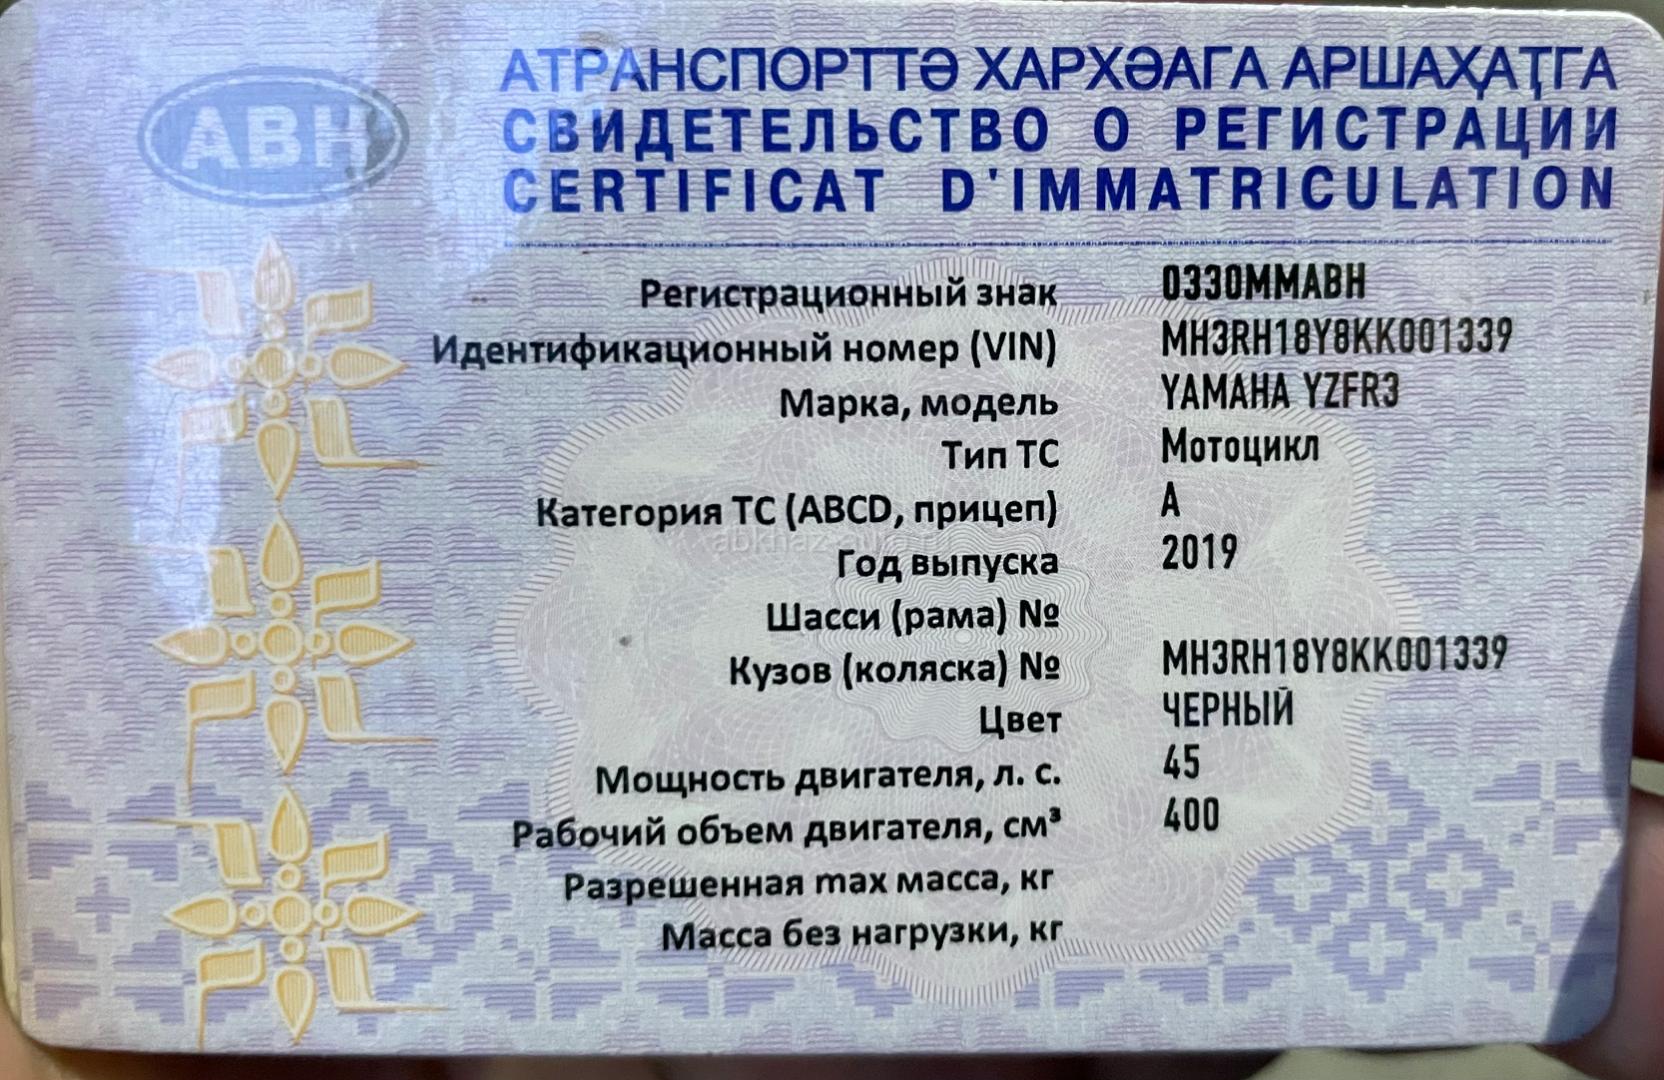 АВН
АТРАНСПОРТТӘ ХАРХӘАГА АРШАҲАҬГА
СВИДЕТЕЛЬСТВО О РЕГИСТРАЦИИ
CERTIFICAT D'IMMATRICULATION
Регистрационный знак 0330ММАВН
Идентификационный номер (VIN) MH3RH18Y8KK001339
Марка, модель YAMAHA YZFR3
Тип ТС Мотоцикл
Категория ТС (ABCD, прицеп) A
Год выпуска 2019
Шасси (рама) №
Кузов (коляска) № MH3RH18Y8KK001339
Цвет ЧЕРНЫЙ
Мощность двигателя, л. с. 45
Рабочий объем двигателя, см³ 400
Разрешенная max масса, кг
Масса без нагрузки, кг